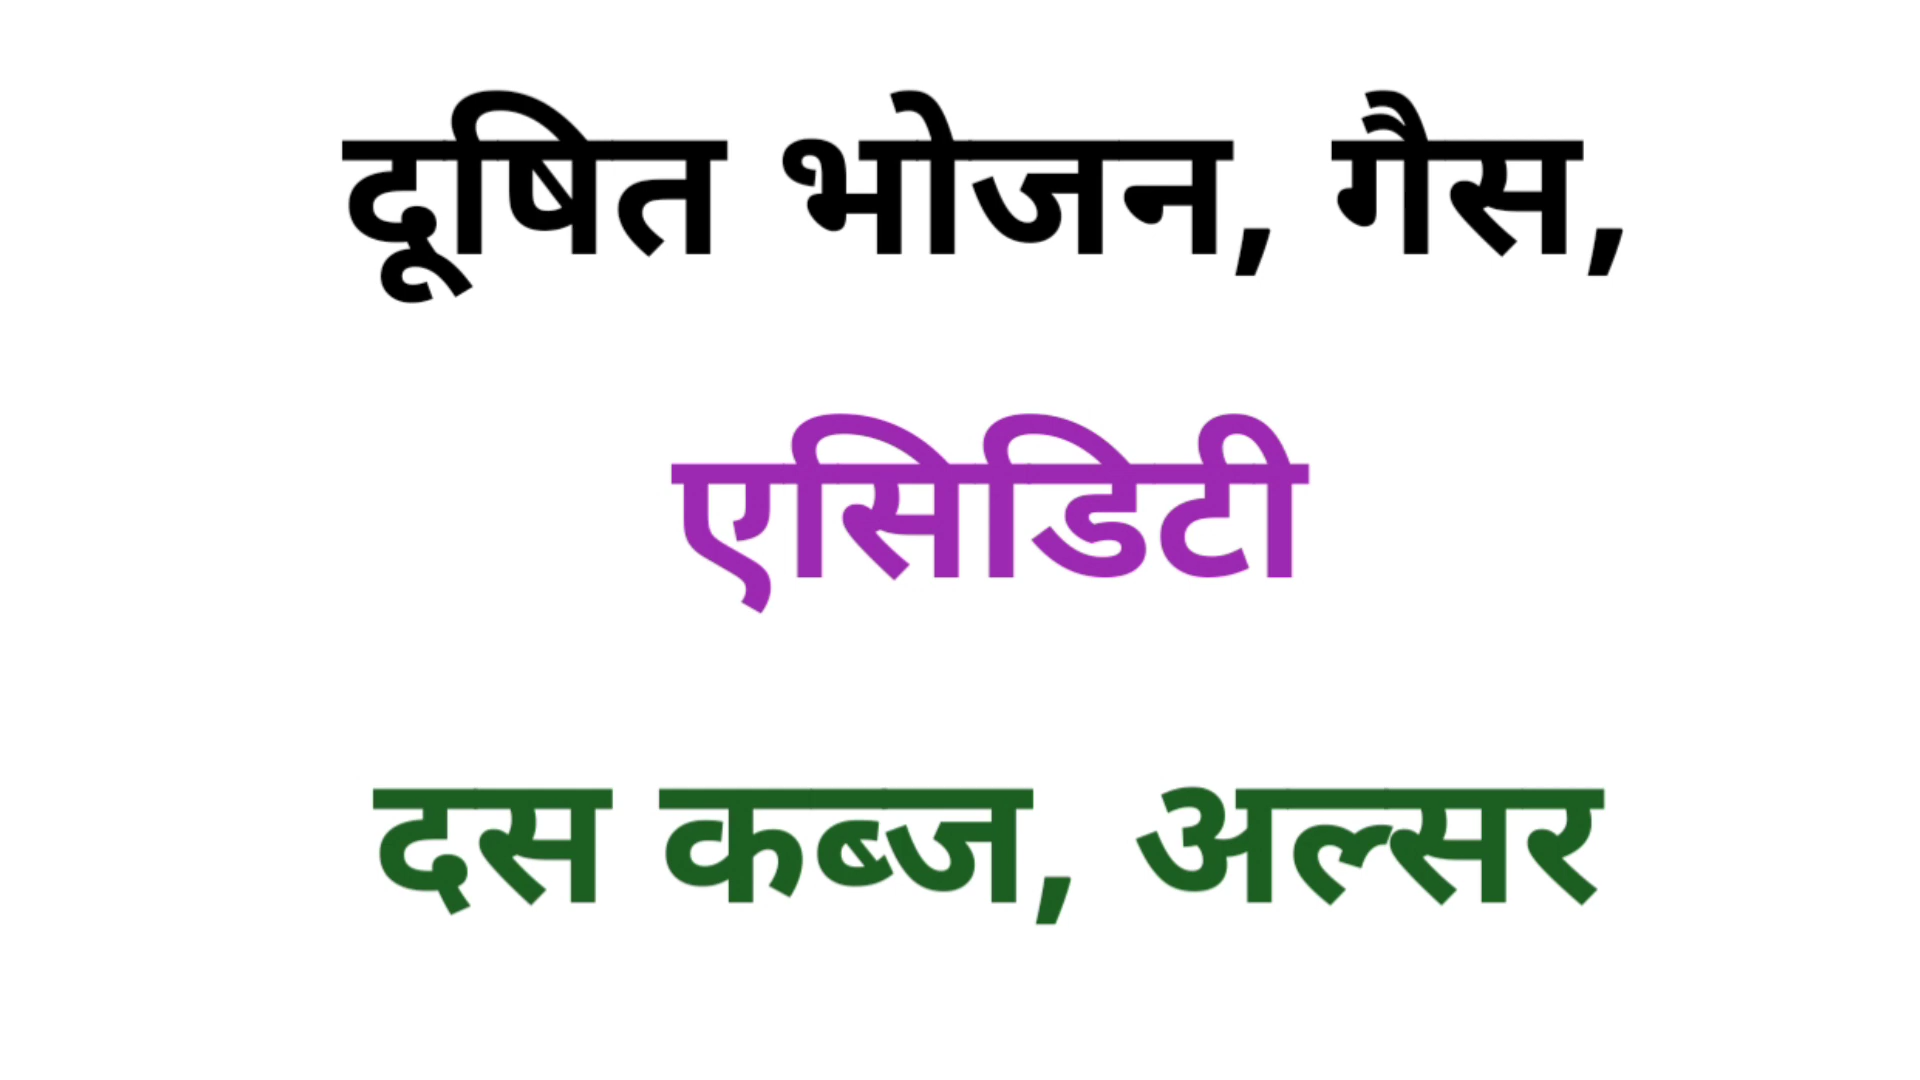 दूषित भोजन, गैस,
एसिडिटी
दस कब्ज, अल्सर